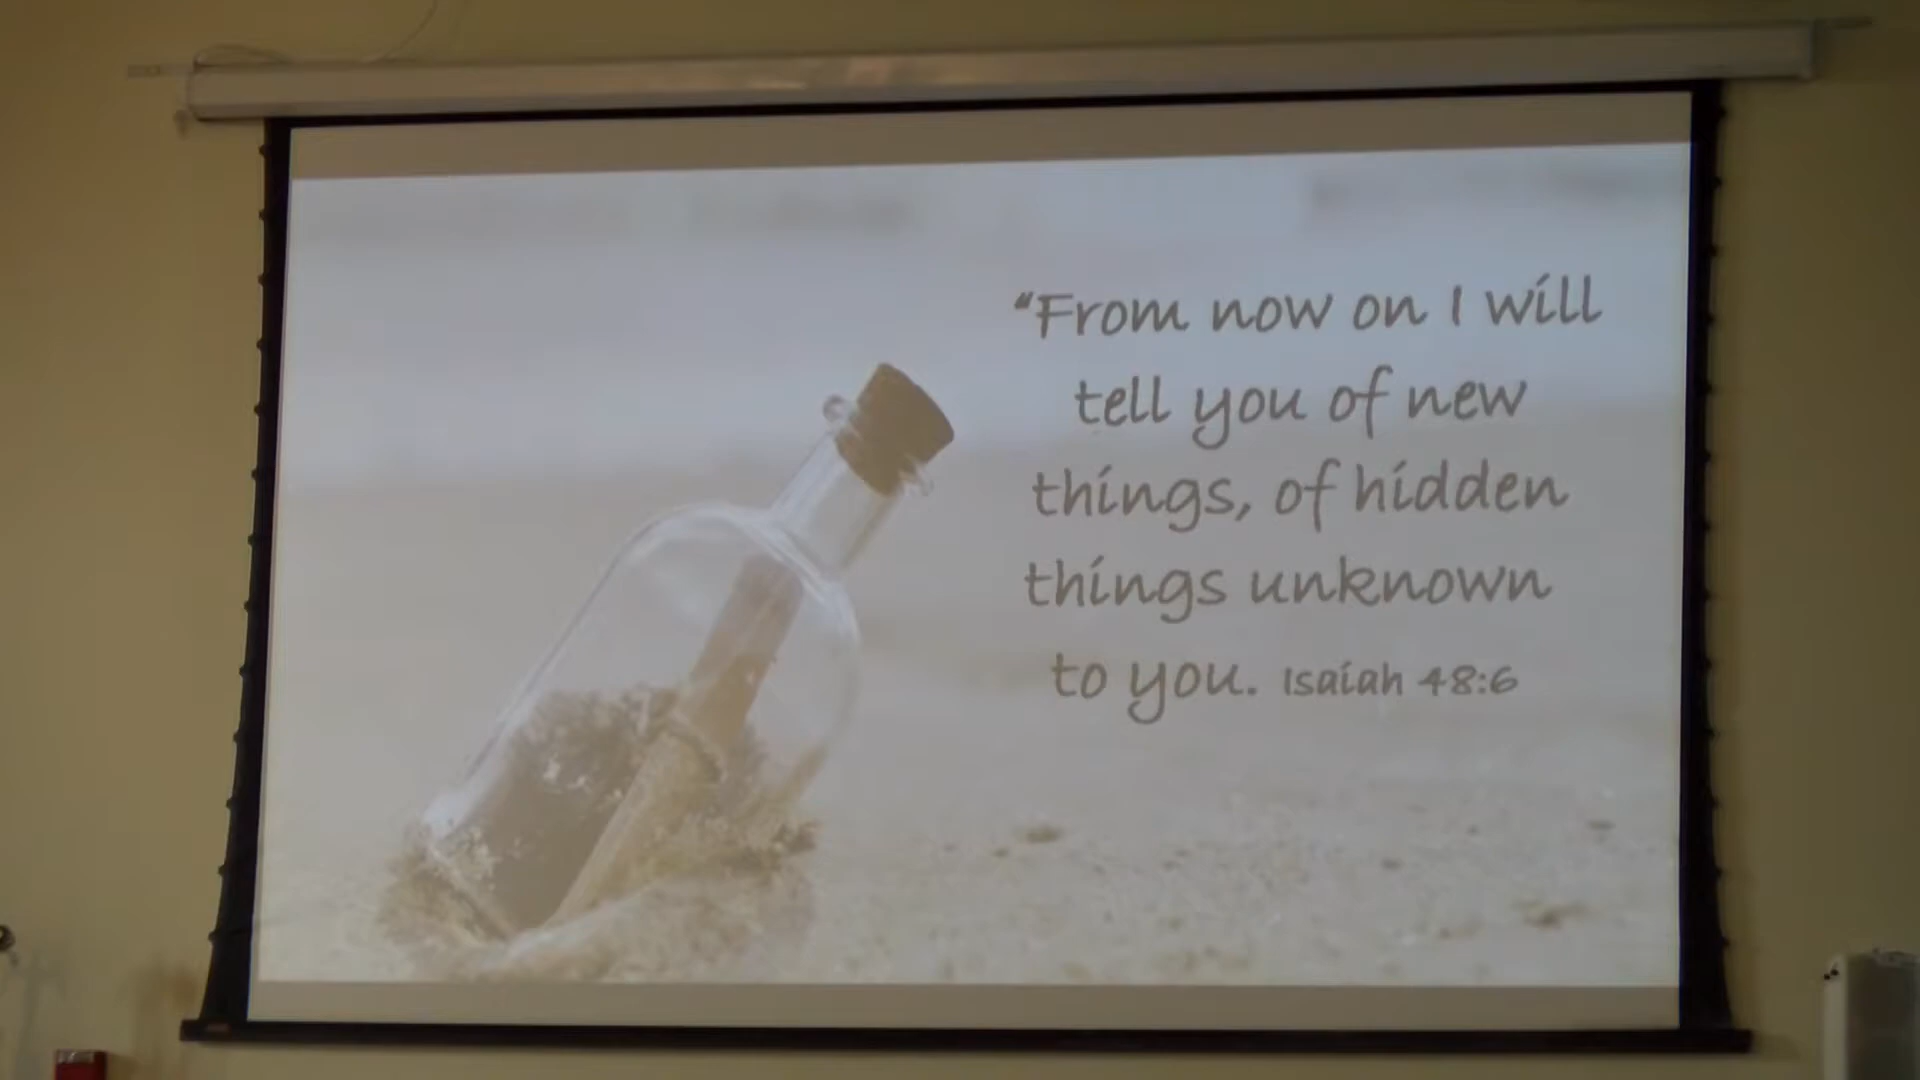 “From now on I will
tell you of new
things, of hidden
things unknown
to you. Isaiah 48:6